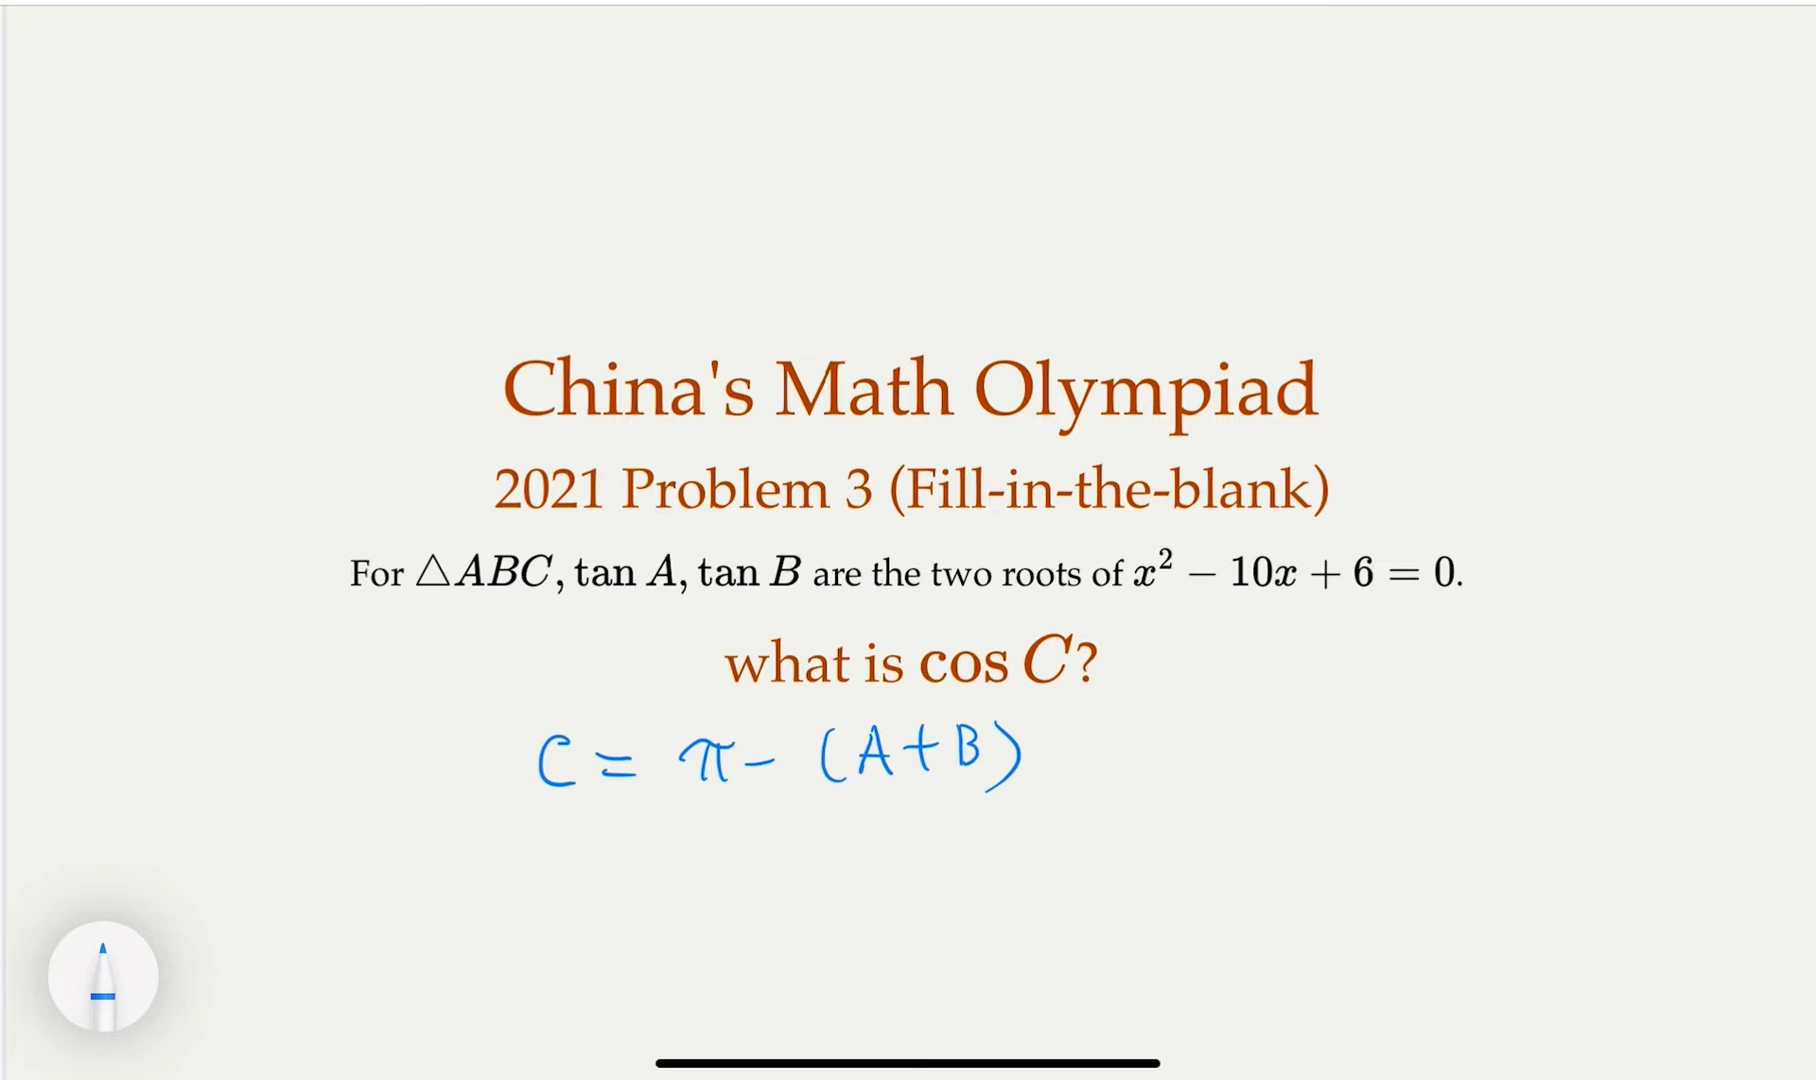 China's Math Olympiad
2021 Problem 3 (Fill-in-the-blank)
For △ABC, tan A, tan B are the two roots of x² − 10x + 6 = 0.
what is cos C?
C = π − (A+B)